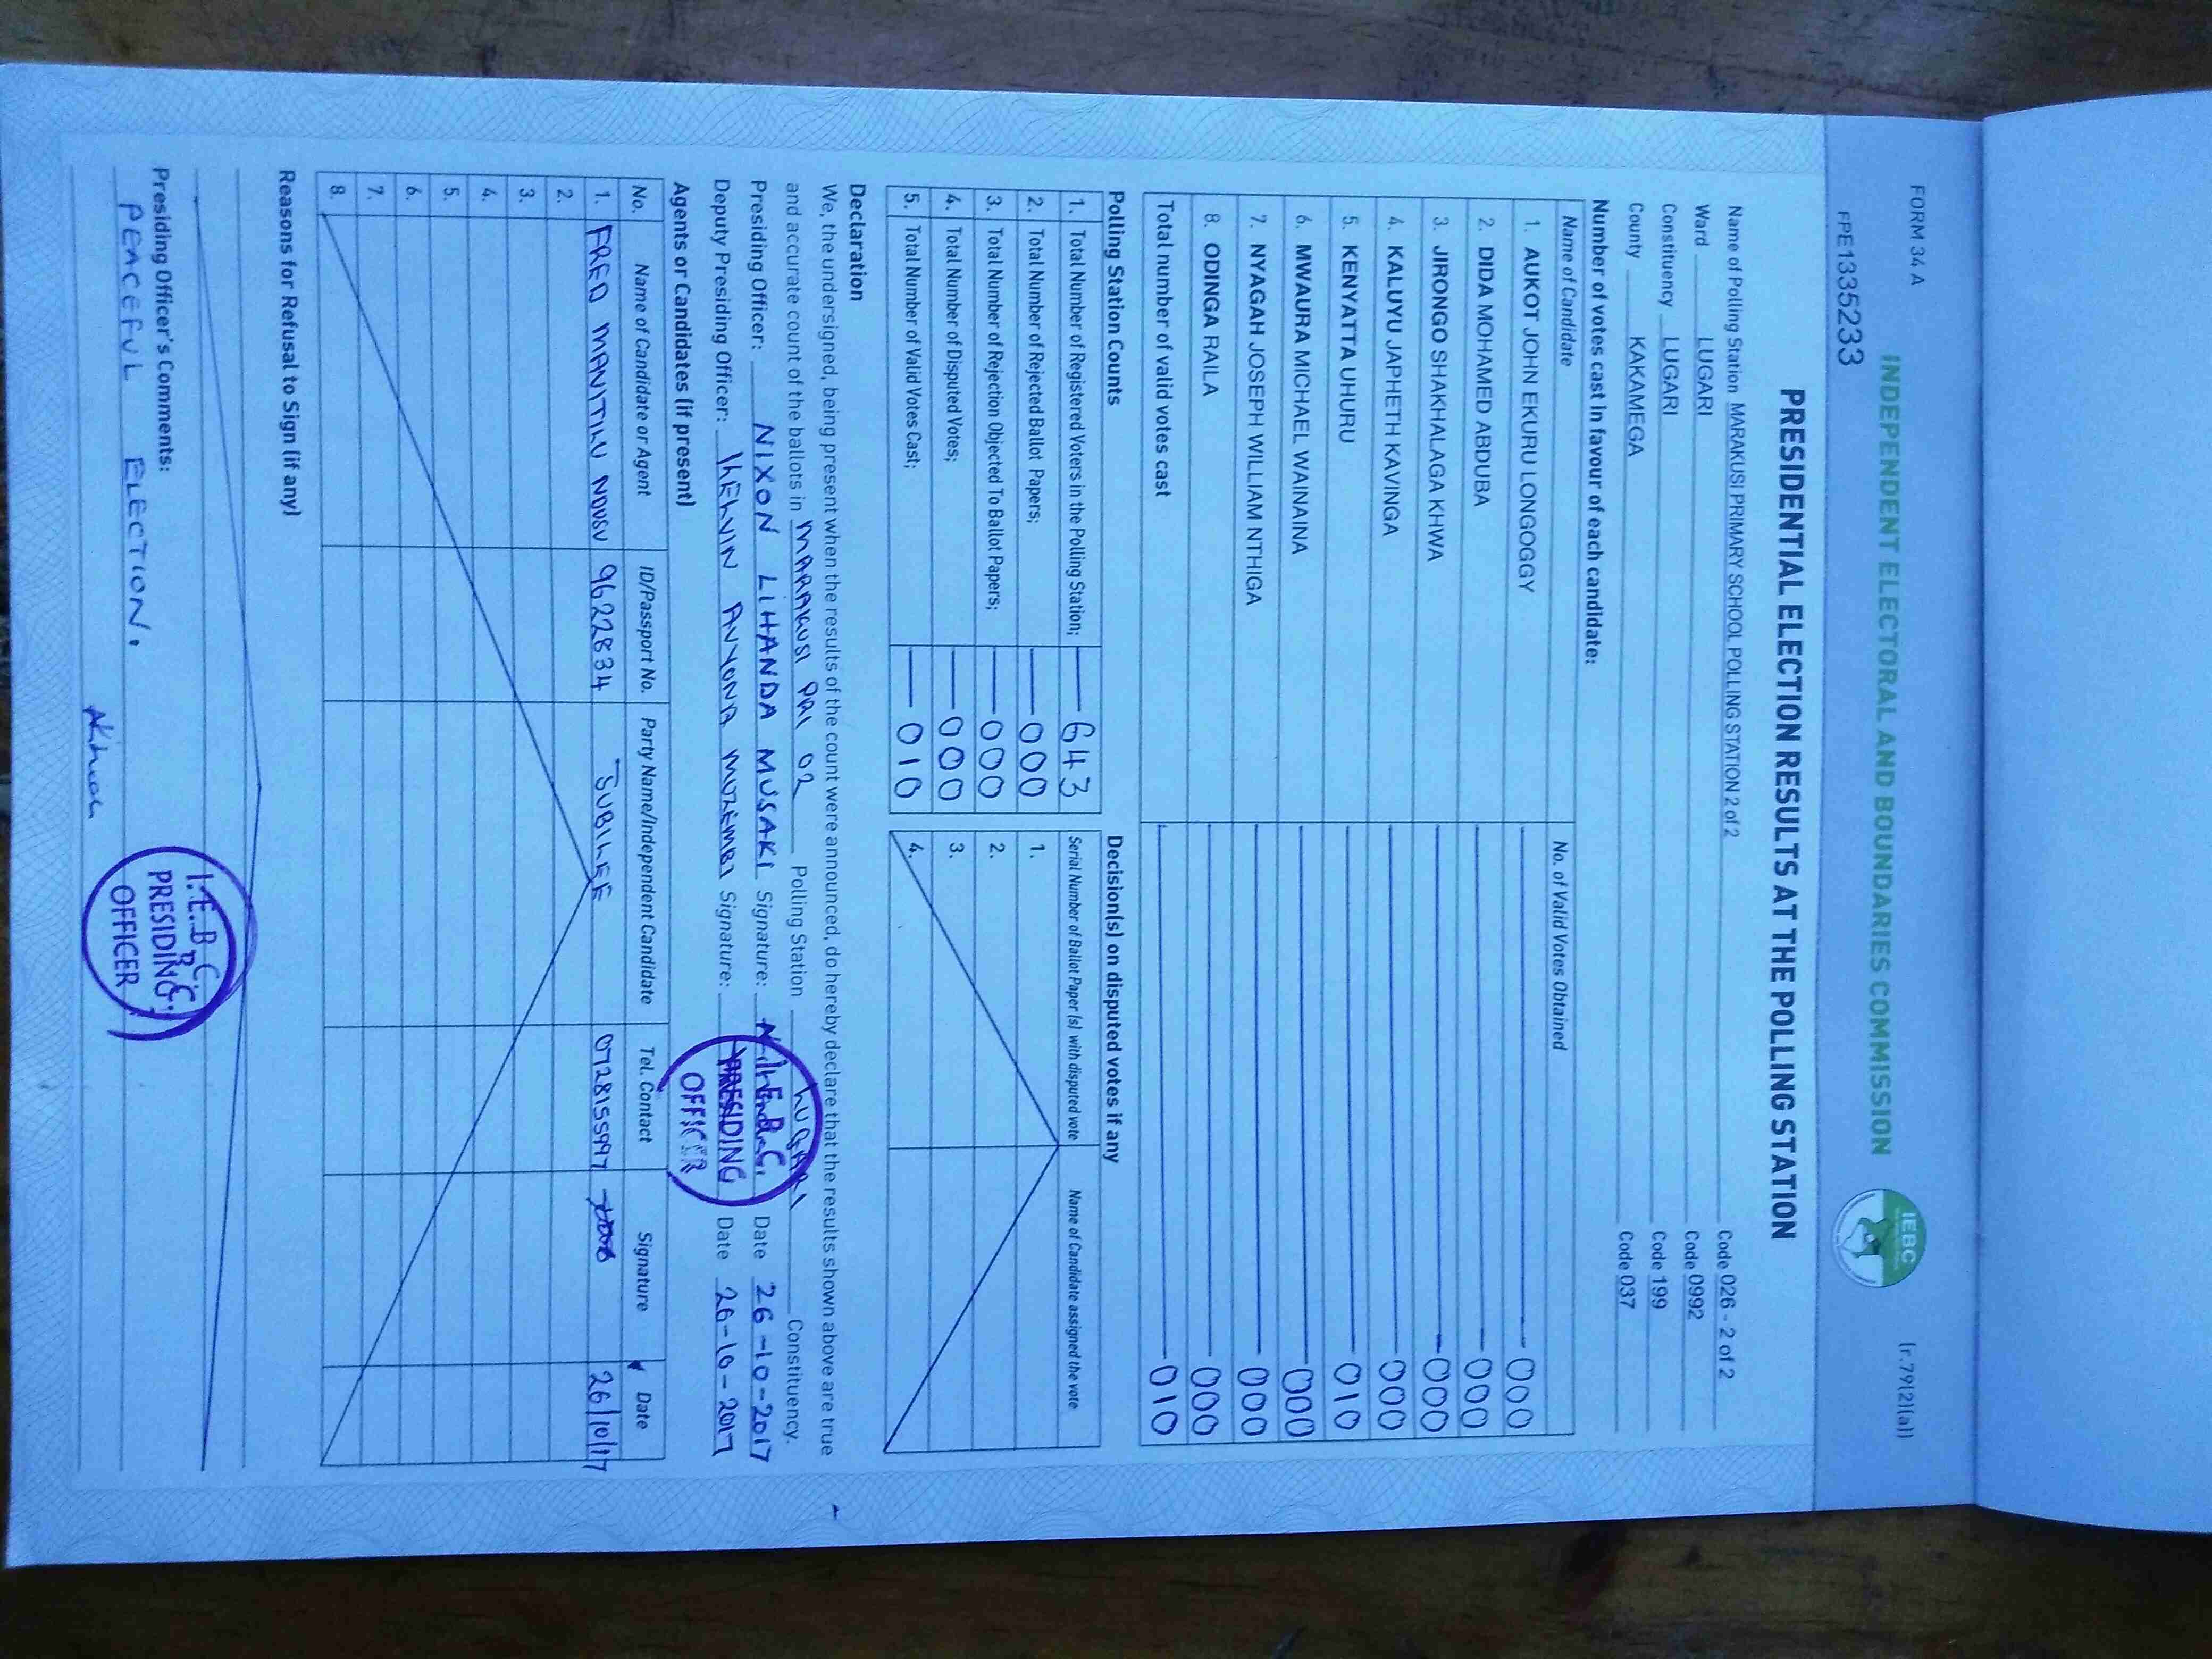 FORM 34 A
(r.79(2)(a))
INDEPENDENT ELECTORAL AND BOUNDARIES COMMISSION
IEBC
PE1335233
PRESIDENTIAL ELECTION RESULTS AT THE POLLING STATION
Name of Polling Station MARAKUSI PRIMARY SCHOOL POLLING STATION 2 of 2 Code 026 - 2 of 2
Ward LUGARI Code 0992
Constituency LUGARI Code 199
County KAKAMEGA Code 037
Number of votes cast in favour of each candidate:
Name of Candidate No. of Valid Votes Obtained
1. AUKOT JOHN EKURU LONGOGGY 000
2. DIDA MOHAMED ABDUBA 000
3. JIRONGO SHAKHALAGA KHWA 000
4. KALUYU JAPHETH KAVINGA 000
5. KENYATTA UHURU 010
6. MWAURA MICHAEL WAINAINA 000
7. NYAGAH JOSEPH WILLIAM NTHIGA 000
8. ODINGA RAILA 000
Total number of valid votes cast 010
Polling Station Counts
1. Total Number of Registered Voters in the Polling Station; 643
2. Total Number of Rejected Ballot Papers; 000
3. Total Number of Rejection Objected To Ballot Papers; 000
4. Total Number of Disputed Votes; 000
5. Total Number of Valid Votes Cast; 010
Decision(s) on disputed votes if any
Serial Number of Ballot Paper (s) with disputed vote Name of Candidate assigned the vote
1.
2.
3.
4.
Declaration
We, the undersigned, being present when the results of the count were announced, do hereby declare that the results shown above are true
and accurate count of the ballots in MARAKUSI PRI 02 Polling Station LUGARI Constituency.
Presiding Officer: NIXON LIHANDA MUSAKI Signature: Date 26-10-2017
Deputy Presiding Officer: KELVIN Signature: Date 26-10-2017
I.E.B.C.
PRESIDING
OFFICER
Agents or Candidates (if present)
No. Name of Candidate or Agent ID/Passport No. Party Name/Independent Candidate Tel. Contact Signature Date
1. FRED 9622834 JUBILEE 0728155997 26/10/17
2.
3.
4.
5.
6.
7.
8.
Reasons for Refusal to Sign (if any)
Presiding Officer's Comments:
PEACEFUL ELECTION.
I.E.B.C.
PRESIDING
OFFICER